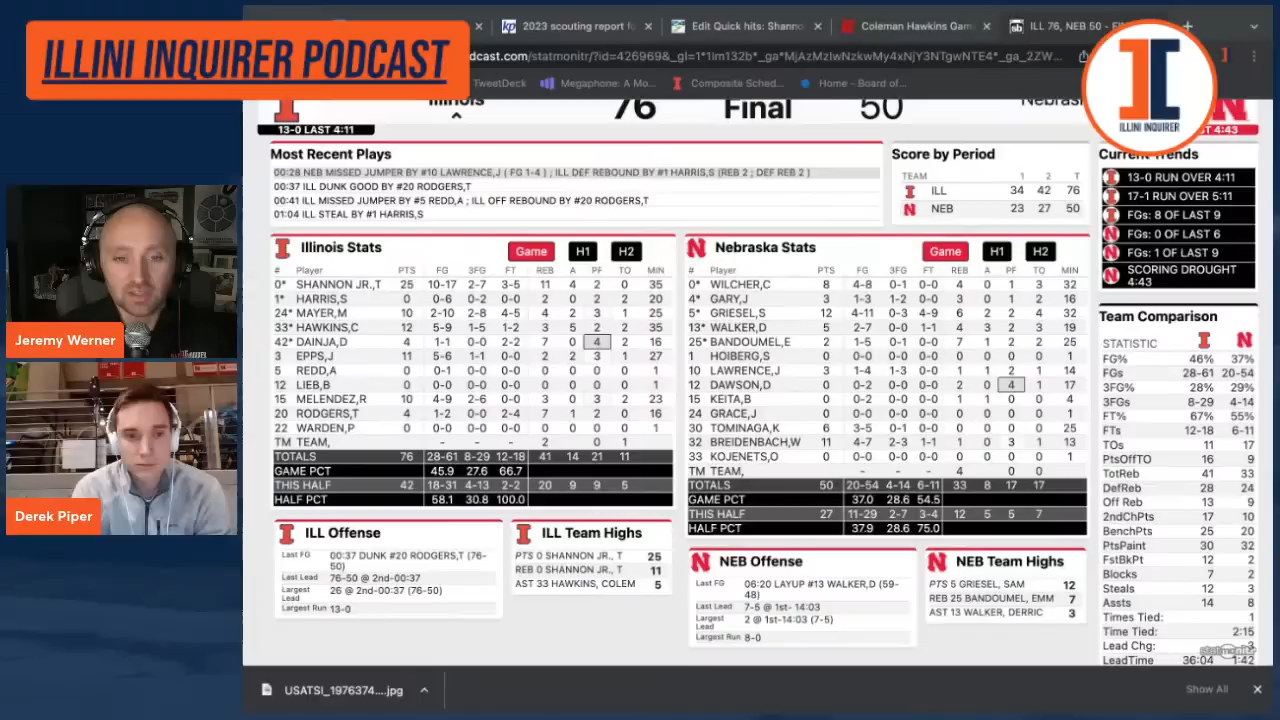 ILLINI INQUIRER PODCAST
2023 scouting report fo
Edit Quick hits: Shanno
Coleman Hawkins Gam
ILL 76, NEB 50 - FI
dcast.com/statmonitr/?id=426969&_gl=1*1lm132b*_ga*MjAzMzIwNzkwMy4xNjY3NTgwNTE4*_ga_2ZW...
TweetDeck
Megaphone: A Mo...
Composite Sched...
Home - Board of...
ILLINI INQUIRER
Illinois 76 Final 50 Nebras
13-0 LAST 4:11
LAST 4:43
Most Recent Plays
00:28 NEB MISSED JUMPER BY #10 LAWRENCE,J ( FG 1-4 ) ; ILL DEF REBOUND BY #1 HARRIS,S (REB 2 ; DEF REB 2 )
00:37 ILL DUNK GOOD BY #20 RODGERS,T
00:41 ILL MISSED JUMPER BY #5 REDD,A ; ILL OFF REBOUND BY #20 RODGERS,T
01:04 ILL STEAL BY #1 HARRIS,S
Score by Period
TEAM 1 2 T
ILL 34 42 76
NEB 23 27 50
Current Trends
13-0 RUN OVER 4:11
17-1 RUN OVER 5:11
FGs: 8 OF LAST 9
FGs: 0 OF LAST 6
FGs: 1 OF LAST 9
SCORING DROUGHT
4:43
Illinois Stats
Game H1 H2
# Player PTS FG 3FG FT REB A PF TO MIN
0* SHANNON JR.,T 25 10-17 2-7 3-5 11 4 2 0 35
1* HARRIS,S 0 0-6 0-2 0-0 2 0 2 2 20
24* MAYER,M 10 2-10 2-8 4-5 4 2 3 1 25
33* HAWKINS,C 12 5-9 1-5 1-2 3 5 2 2 35
42* DAINJA,D 4 1-1 0-0 2-2 7 0 4 2 16
3 EPPS,J 11 5-6 1-1 0-0 2 2 3 1 27
5 REDD,A 0 0-1 0-0 0-0 0 0 0 0 1
12 LIEB,B 0 0-0 0-0 0-0 0 0 0 0 1
15 MELENDEZ,R 10 4-9 2-6 0-0 3 0 3 2 23
20 RODGERS,T 4 1-2 0-0 2-4 7 1 2 0 16
22 WARDEN,P 0 0-0 0-0 0-0 0 0 0 0 1
TM TEAM, - - - 2 0 1
TOTALS 76 28-61 8-29 12-18 41 14 21 11
GAME PCT 45.9 27.6 66.7
THIS HALF 42 18-31 4-13 2-2 20 9 9 5
HALF PCT 58.1 30.8 100.0
Nebraska Stats
Game H1 H2
# Player PTS FG 3FG FT REB A PF TO MIN
0* WILCHER,C 8 4-8 0-1 0-0 4 0 1 3 32
4* GARY,J 3 1-3 1-2 0-0 3 0 1 2 16
5* GRIESEL,S 12 4-11 0-3 4-9 6 2 2 4 32
13* WALKER,D 5 2-7 0-0 1-1 4 3 2 3 19
25* BANDOUMEL,E 2 1-5 0-4 0-0 7 1 2 1 32
1 HOIBERG,S 0 0-0 0-0 0-0 0 0 0 0 1
10 LAWRENCE,J 3 1-4 1-3 0-0 1 1 2 1 14
12 DAWSON,D 0 0-2 0-0 0-0 2 0 4 1 17
15 KEITA,B 0 0-0 0-0 0-0 1 1 0 0 4
24 GRACE,J 0 0-0 0-0 0-0 0 0 0 0 1
30 TOMINAGA,K 6 3-5 0-1 0-0 0 0 0 0 25
32 BREIDENBACH,W 11 4-7 2-3 1-1 1 0 3 1 13
33 KOJENETS,O 0 0-0 0-0 0-0 0 0 0 0 1
TM TEAM, - - - 4 0 0
TOTALS 50 20-54 4-14 6-11 33 8 17 17
GAME PCT 37.0 28.6 54.5
THIS HALF 27 11-29 2-7 3-4 12 5 5 7
HALF PCT 37.9 28.6 75.0
Team Comparison
STATISTIC
FG% 46% 37%
FGs 28-61 20-54
3FG% 28% 29%
3FGs 8-29 4-14
FT% 67% 55%
FTs 12-18 6-11
TOs 11 17
PtsOffTO 16 9
TotReb 41 33
DefReb 28 24
Off Reb 13 9
2ndChPts 17 10
BenchPts 25 20
PtsPaint 30 32
FstBkPt 12 2
Blocks 7 2
Steals 12 3
Assts 14 8
Times Tied: 1
Time Tied: 2:15
Lead Chg: 3
LeadTime 36:04 1:42
statmonitr
Jeremy Werner
Derek Piper
ILL Offense
Last FG 00:37 DUNK #20 RODGERS,T (76-
50)
Last Lead 76-50 @ 2nd-00:37
Largest 26 @ 2nd-00:37 (76-50)
Lead
Largest Run 13-0
ILL Team Highs
PTS 0 SHANNON JR., T 25
REB 0 SHANNON JR., T 11
AST 33 HAWKINS, COLEM 5
NEB Offense
Last FG 06:20 LAYUP #13 WALKER,D (59-
48)
Last Lead 7-5 @ 1st- 14:03
Largest 2 @ 1st-14:03 (7-5)
Lead
Largest Run 8-0
NEB Team Highs
PTS 5 GRIESEL, SAM 12
REB 25 BANDOUMEL, EMM 7
AST 13 WALKER, DERRIC 3
USATSI_1976374....jpg
Show All